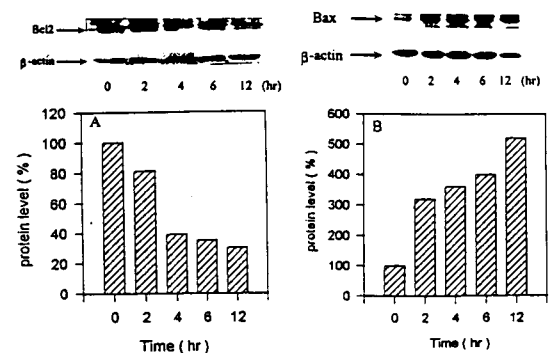 Bcl2
β-actin
0 2 4 6 12 (hr)
Bax
β-actin
0 2 4 6 12 (hr)
A
120
100
80
60
40
20
0
protein level ( % )
0 2 4 6 12
Time ( hr )
B
600
500
400
300
200
100
0
protein level ( % )
0 2 4 6 12
Time ( hr )